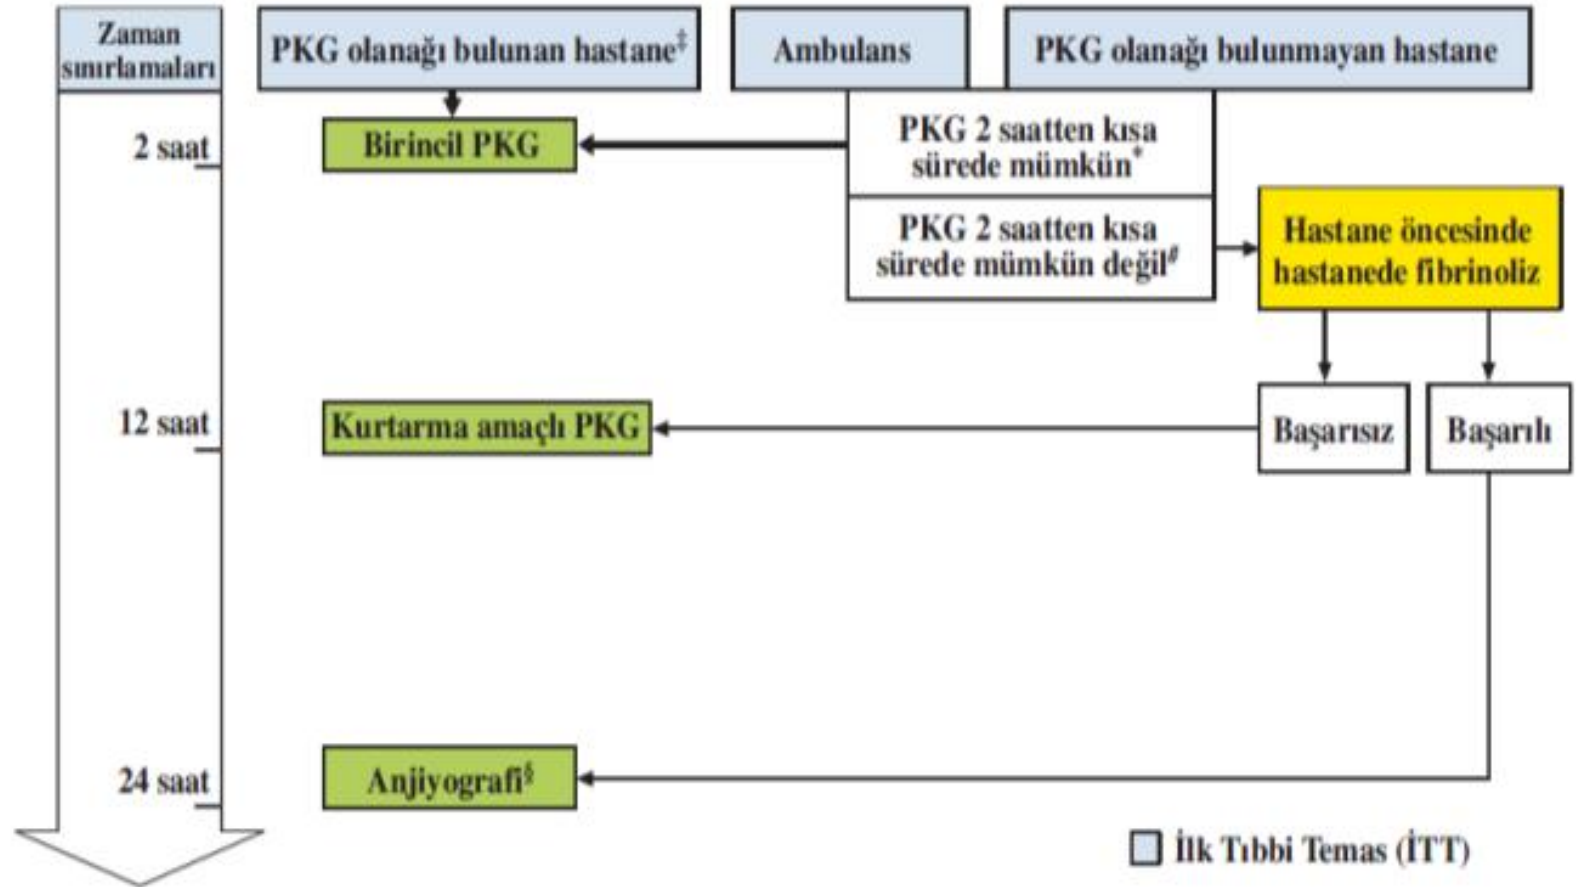 Zaman
sınırlamaları
PKG olanağı bulunan hastane‡
Ambulans
PKG olanağı bulunmayan hastane
2 saat
Birincil PKG
PKG 2 saatten kısa
sürede mümkün*
PKG 2 saatten kısa
sürede mümkün değil#
Hastane öncesinde
hastanede fibrinoliz
12 saat
Kurtarma amaçlı PKG
Başarısız
Başarılı
24 saat
Anjiyografi§
İlk Tıbbi Temas (İTT)